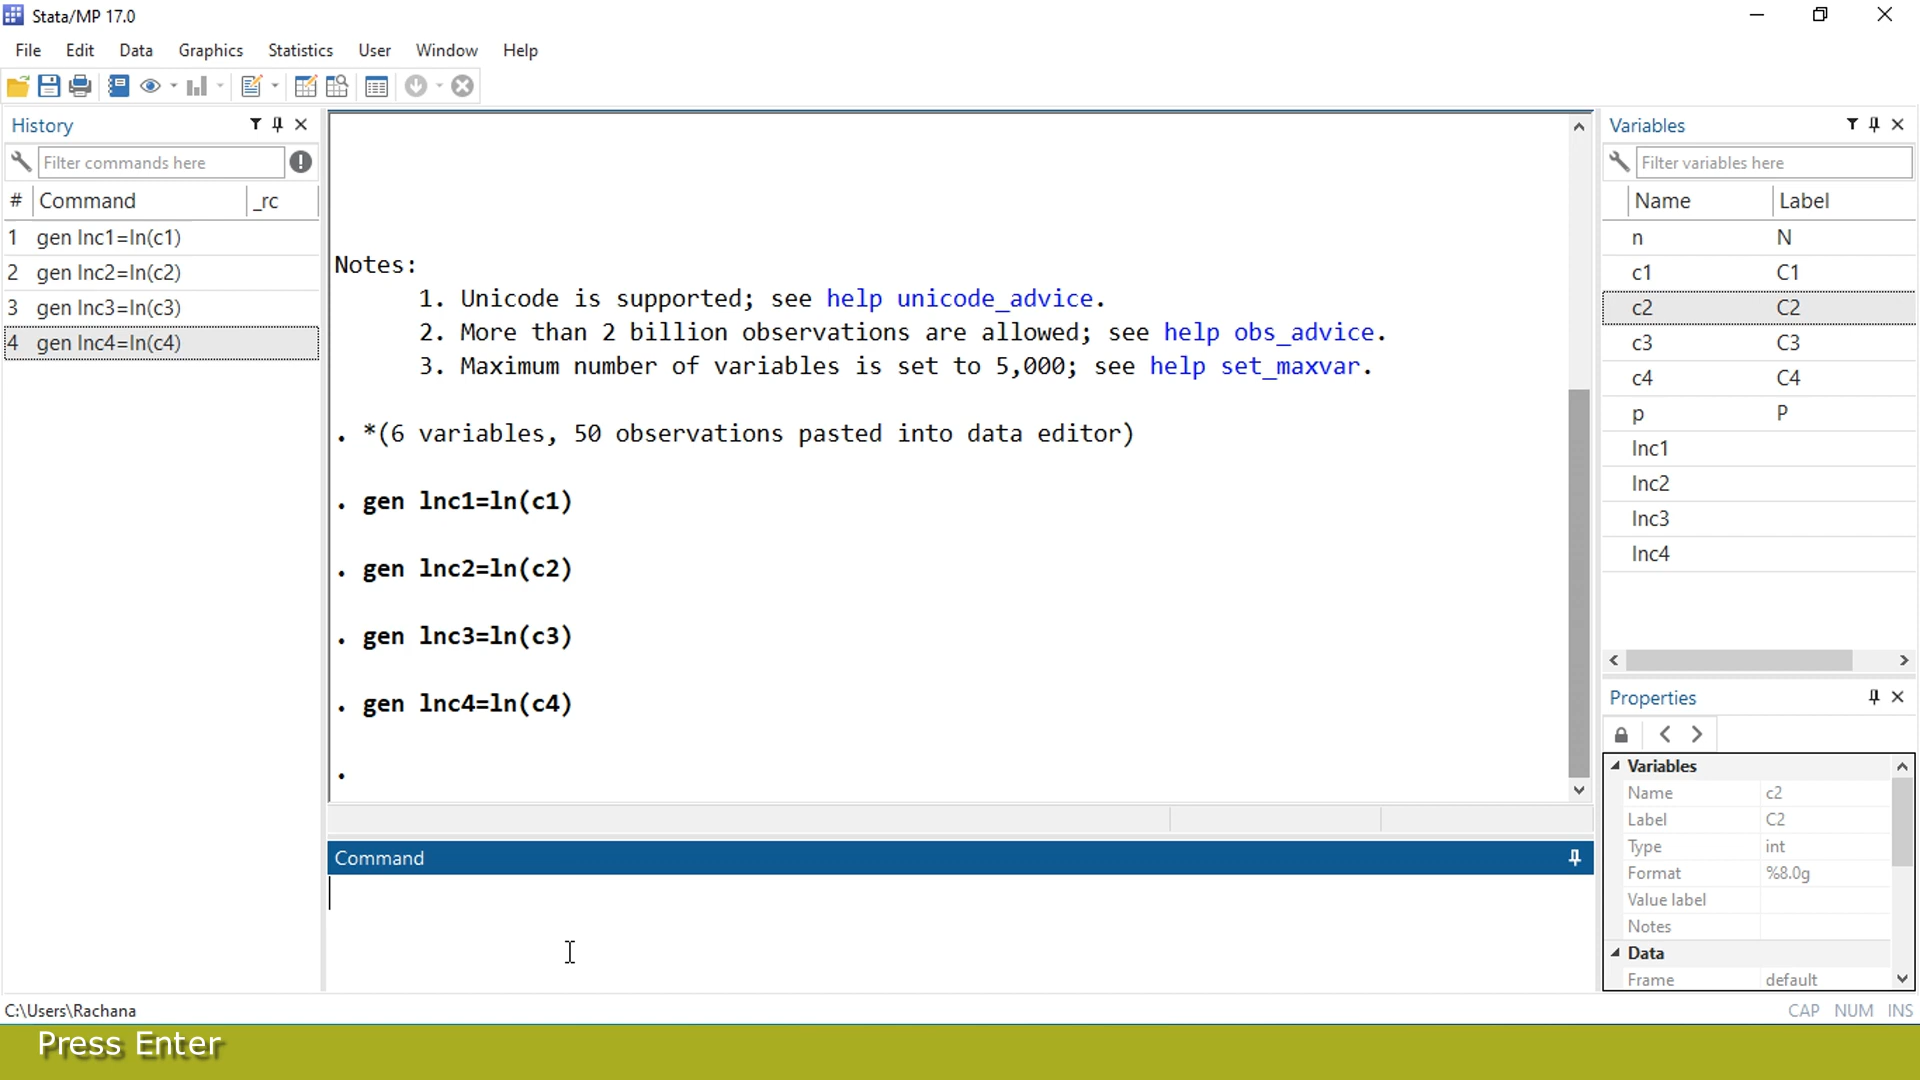 Stata/MP 17.0
File Edit Data Graphics Statistics User Window Help
History
Filter commands here
# Command _rc
1 gen lnc1=ln(c1)
2 gen lnc2=ln(c2)
3 gen lnc3=ln(c3)
4 gen lnc4=ln(c4)
Notes:
1. Unicode is supported; see help unicode_advice.
2. More than 2 billion observations are allowed; see help obs_advice.
3. Maximum number of variables is set to 5,000; see help set_maxvar.
. *(6 variables, 50 observations pasted into data editor)
. gen lnc1=ln(c1)
. gen lnc2=ln(c2)
. gen lnc3=ln(c3)
. gen lnc4=ln(c4)
.
Command
Variables
Filter variables here
Name Label
n N
c1 C1
c2 C2
c3 C3
c4 C4
p P
lnc1
lnc2
lnc3
lnc4
Properties
Variables
Name c2
Label C2
Type int
Format %8.0g
Value label
Notes
Data
Frame default
C:\Users\Rachana
CAP NUM INS
Press Enter